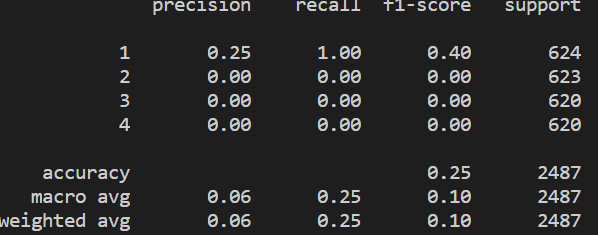 precision recall f1-score support
1 0.25 1.00 0.40 624
2 0.00 0.00 0.00 623
3 0.00 0.00 0.00 620
4 0.00 0.00 0.00 620
accuracy 0.25 2487
macro avg 0.06 0.25 0.10 2487
weighted avg 0.06 0.25 0.10 2487